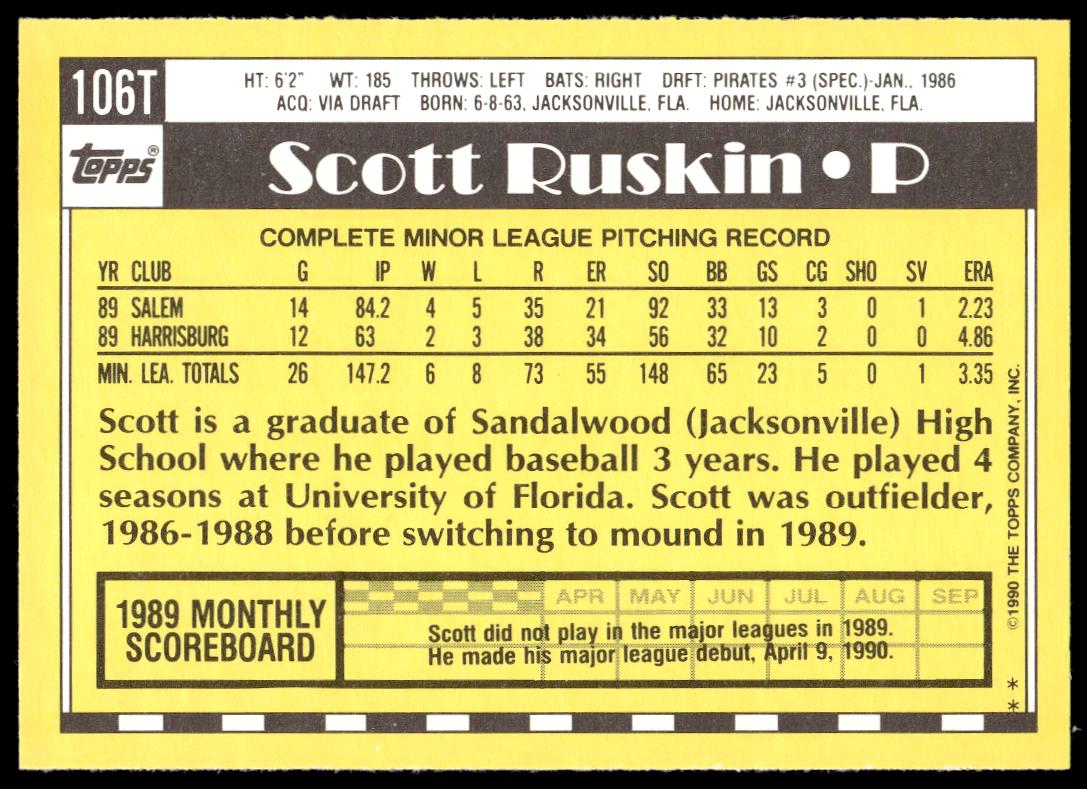 106T
HT: 6'2" WT: 185 THROWS: LEFT BATS: RIGHT DRFT: PIRATES #3 (SPEC.)-JAN., 1986
ACQ: VIA DRAFT BORN: 6-8-63, JACKSONVILLE, FLA. HOME: JACKSONVILLE, FLA.
TOPPS®
Scott Ruskin • P
COMPLETE MINOR LEAGUE PITCHING RECORD
YR CLUB G IP W L R ER SO BB GS CG SHO SV ERA
89 SALEM 14 84.2 4 5 35 21 92 33 13 3 0 1 2.23
89 HARRISBURG 12 63 2 3 38 34 56 32 10 2 0 0 4.86
MIN. LEA. TOTALS 26 147.2 6 8 73 55 148 65 23 5 0 1 3.35
Scott is a graduate of Sandalwood (Jacksonville) High
School where he played baseball 3 years. He played 4
seasons at University of Florida. Scott was outfielder,
1986-1988 before switching to mound in 1989.
1989 MONTHLY
SCOREBOARD
APR MAY JUN JUL AUG SEP
Scott did not play in the major leagues in 1989.
He made his major league debut, April 9, 1990.
* * ©1990 THE TOPPS COMPANY, INC.